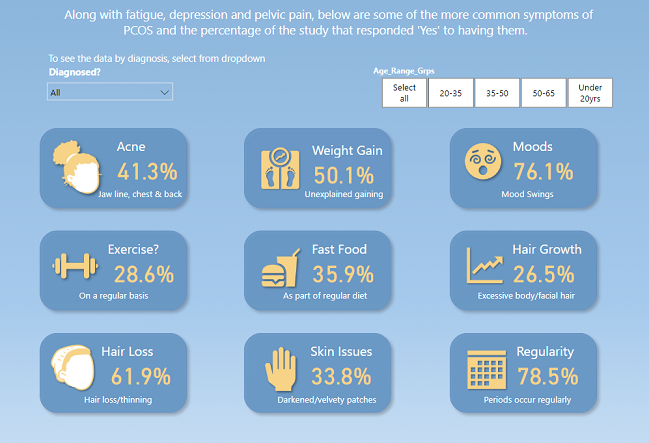 Along with fatigue, depression and pelvic pain, below are some of the more common symptoms of
PCOS and the percentage of the study that responded 'Yes' to having them.
To see the data by diagnosis, select from dropdown
Diagnosed?
All
Age_Range_Grps
Select all
20-35
35-50
50-65
Under 20yrs
Acne
41.3%
Jaw line, chest & back
Weight Gain
50.1%
Unexplained gaining
Moods
76.1%
Mood Swings
Exercise?
28.6%
On a regular basis
Fast Food
35.9%
As part of regular diet
Hair Growth
26.5%
Excessive body/facial hair
Hair Loss
61.9%
Hair loss/thinning
Skin Issues
33.8%
Darkened/velvety patches
Regularity
78.5%
Periods occur regularly